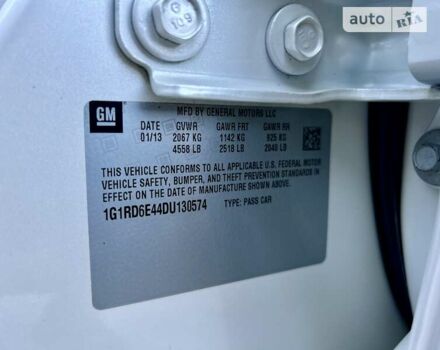 auto RIA
G
109
GM
MFD BY GENERAL MOTORS LLC
DATE GVWR GAWR FRT GAWR RR
01/13 2067 KG 1142 KG 925 KG
4558 LB 2518 LB 2040 LB
THIS VEHICLE CONFORMS TO ALL APPLICABLE U.S. FEDERAL MOTOR
VEHICLE SAFETY, BUMPER, AND THEFT PREVENTION STANDARDS IN
EFFECT ON THE DATE OF MANUFACTURE SHOWN ABOVE.
1G1RD6E44DU130574 TYPE: PASS CAR